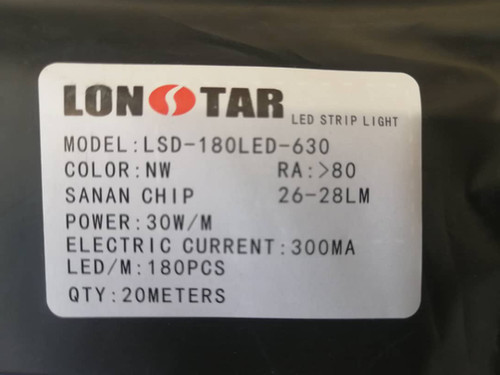 LONSTAR
LED STRIP LIGHT
MODEL:LSD-180LED-630
COLOR:NW RA:>80
SANAN CHIP 26-28LM
POWER:30W/M
ELECTRIC CURRENT:300MA
LED/M:180PCS
QTY:20METERS